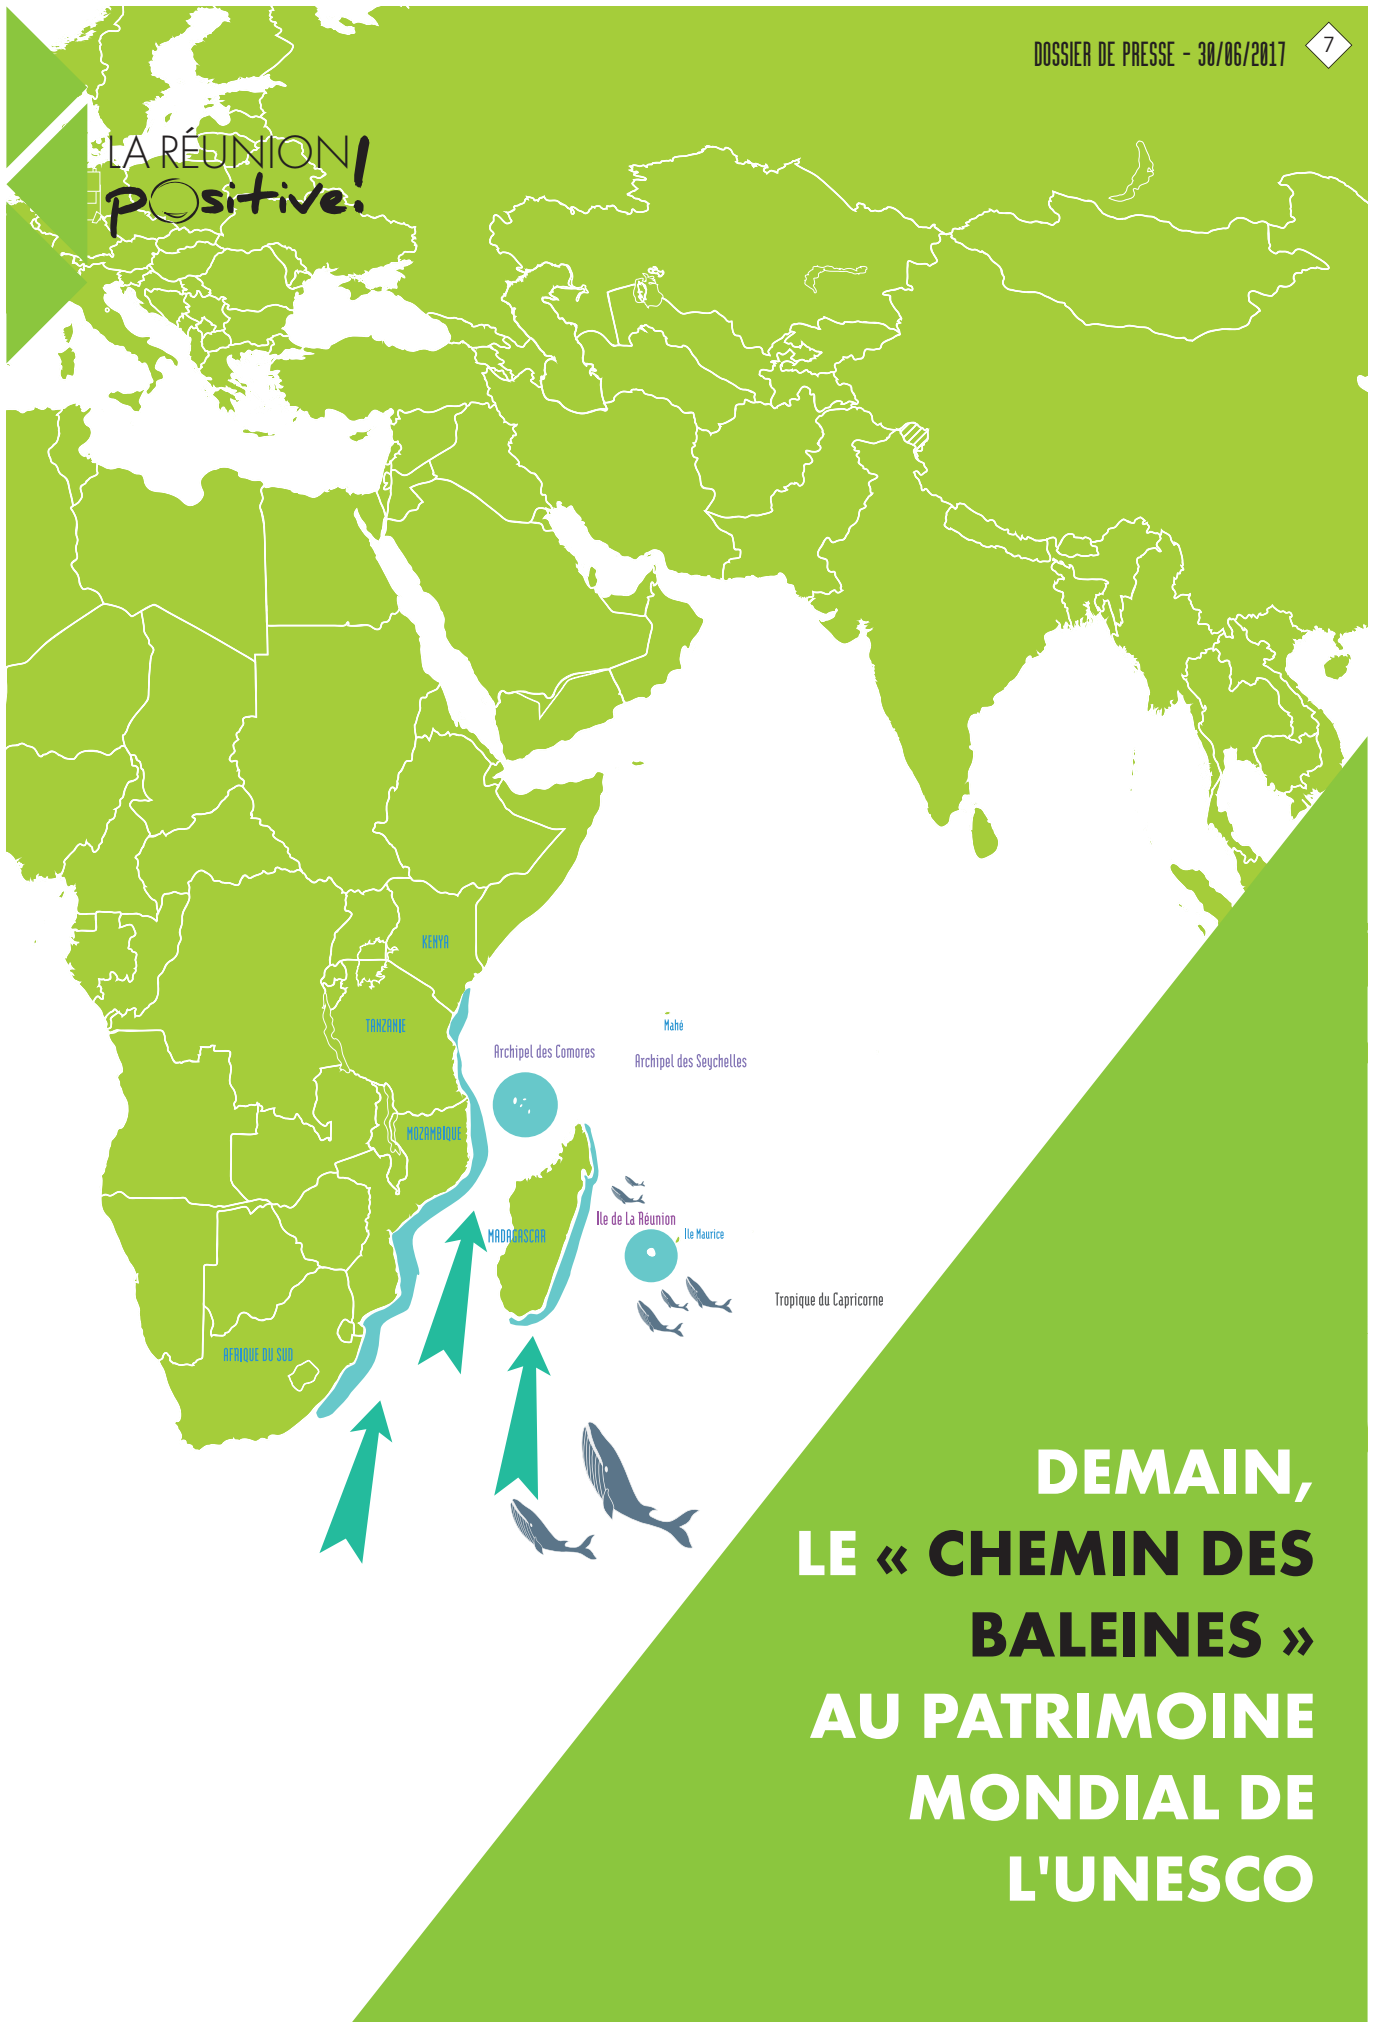 DOSSIER DE PRESSE - 30/06/2017
7
LA RÉUNION
positive!
KENYA
TANZANIE
Mahé
Archipel des Comores
Archipel des Seychelles
MOZAMBIQUE
Ile de La Réunion
MADAGASCAR
Ile Maurice
Tropique du Capricorne
AFRIQUE DU SUD
DEMAIN,
LE « CHEMIN DES
BALEINES »
AU PATRIMOINE
MONDIAL DE
L'UNESCO